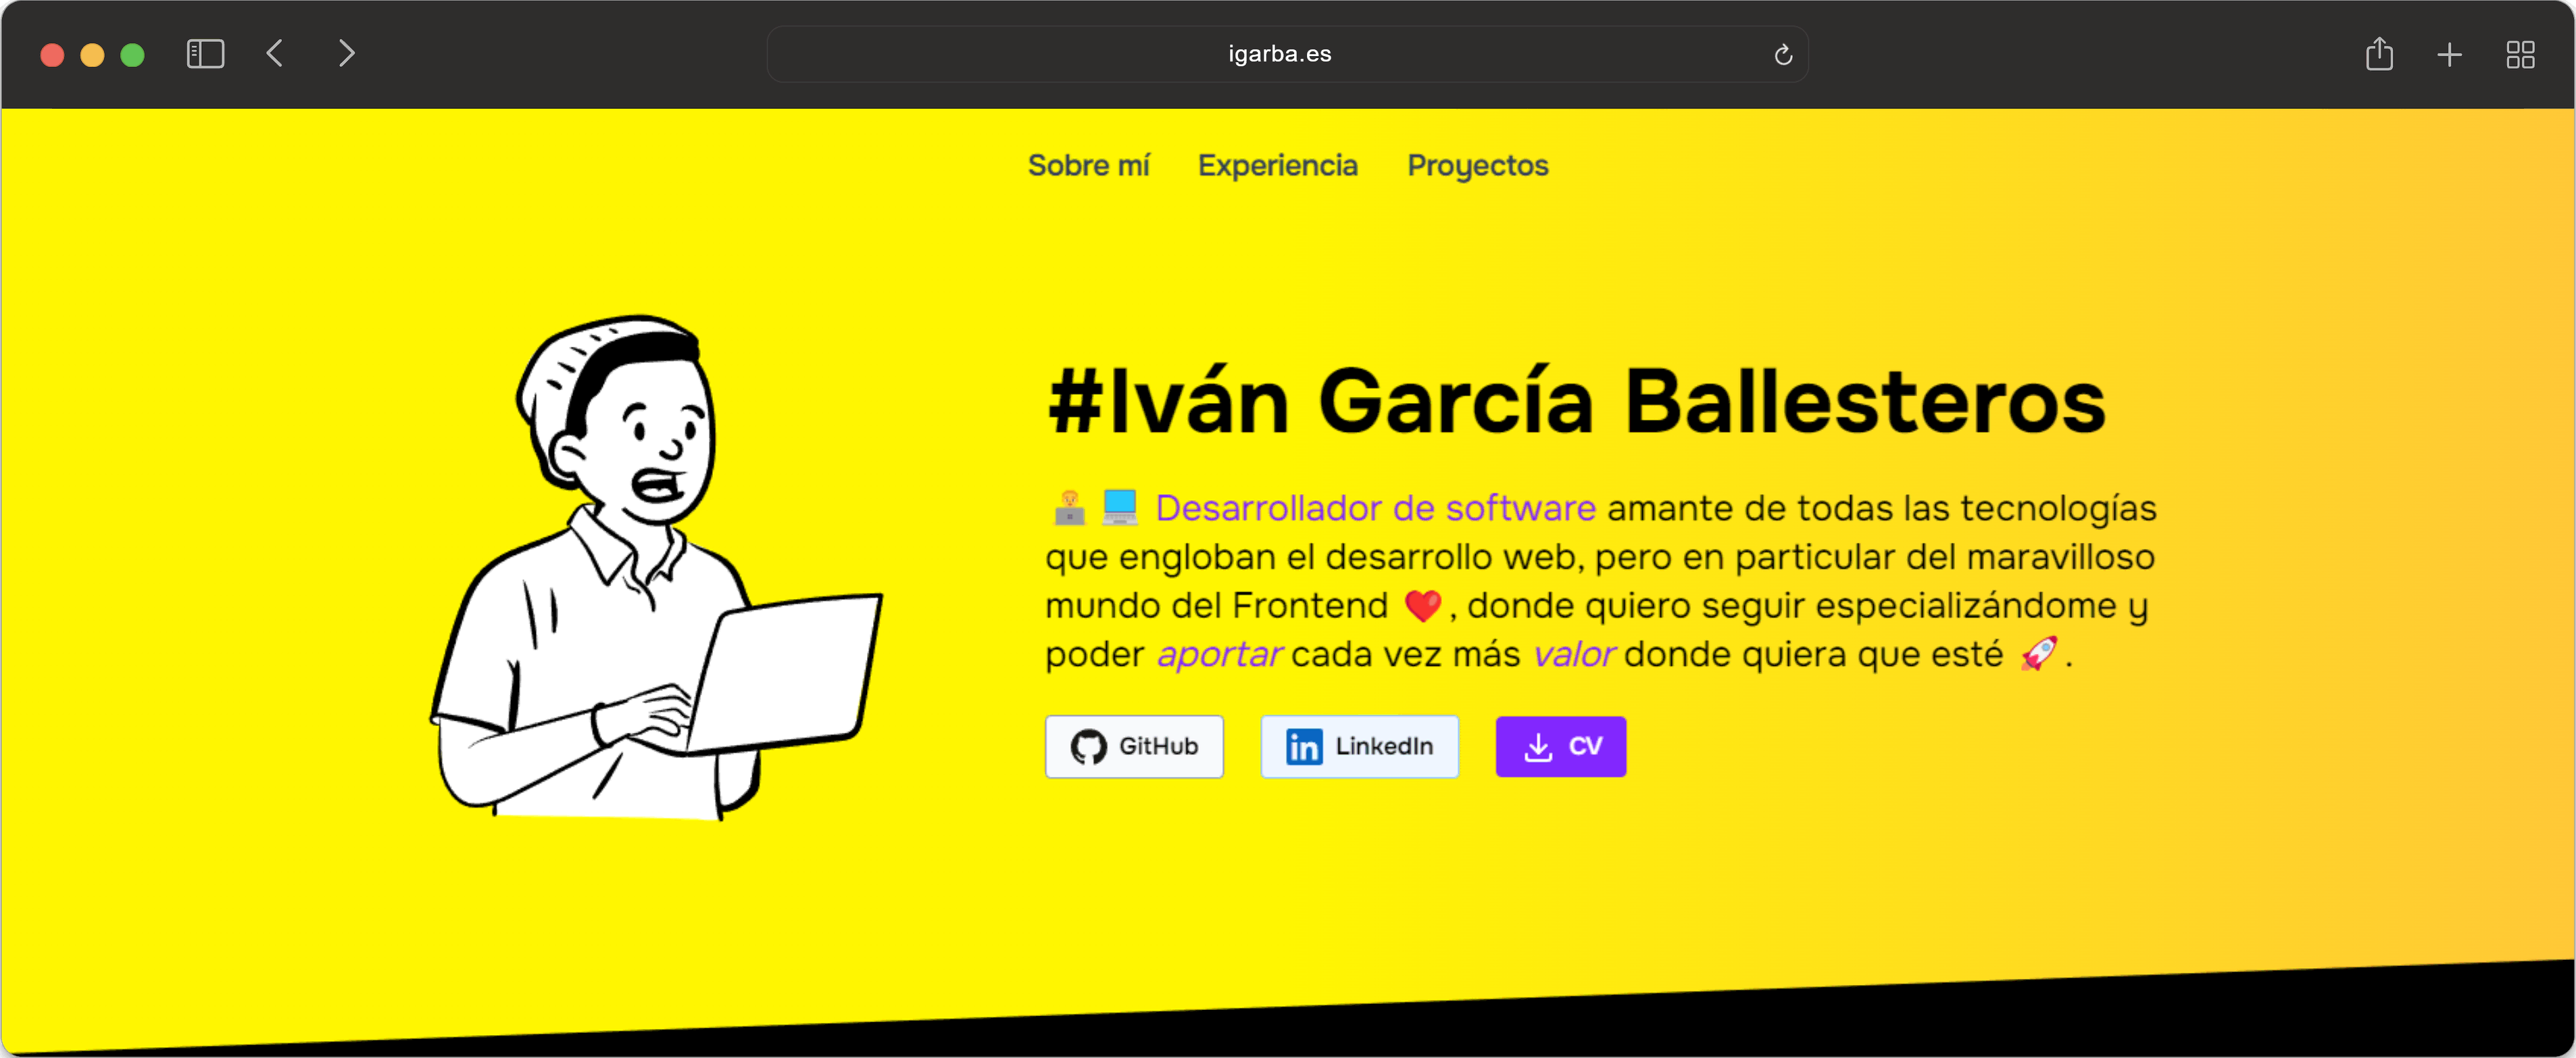 igarba.es
Sobre mí Experiencia Proyectos
#Iván García Ballesteros
🧑‍💻 💻 Desarrollador de software amante de todas las tecnologías
que engloban el desarrollo web, pero en particular del maravilloso
mundo del Frontend ❤️, donde quiero seguir especializándome y
poder aportar cada vez más valor donde quiera que esté 🚀.
GitHub LinkedIn CV